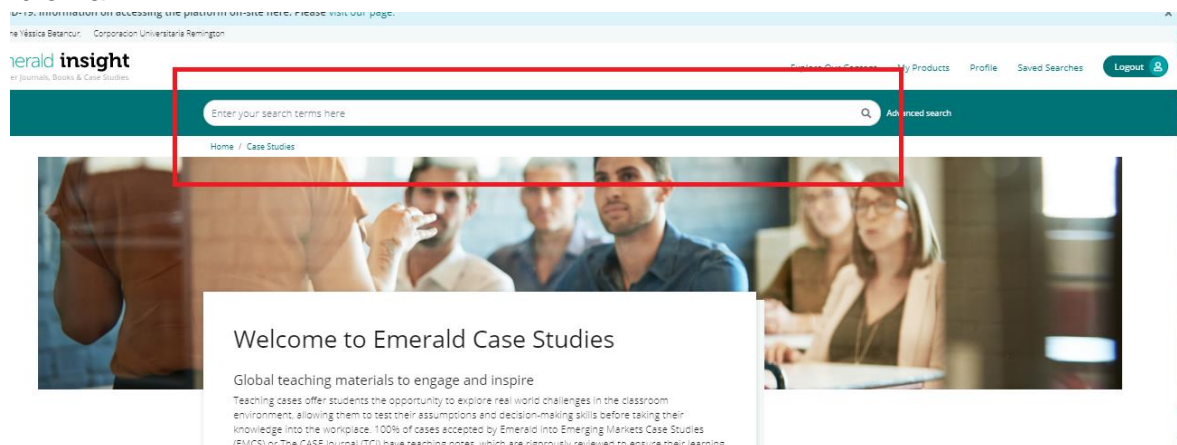 D-19. Information on accessing the platform off-site here. Please visit our page.
Yéssica Betancur. Corporacion Universitaria Remington
erald insight
Journals, Books & Case Studies
Explore Our Content My Products Profile Saved Searches Logout
Enter your search terms here
Advanced search
Home / Case Studies
Welcome to Emerald Case Studies
Global teaching materials to engage and inspire
Teaching cases offer students the opportunity to explore real world challenges in the classroom
environment, allowing them to test their assumptions and decision-making skills before taking their
knowledge into the workplace. 100% of cases accepted by Emerald into Emerging Markets Case Studies
(EMCS) or The CASE Journal (TCJ) have teaching notes, which are rigorously reviewed to ensure their learning